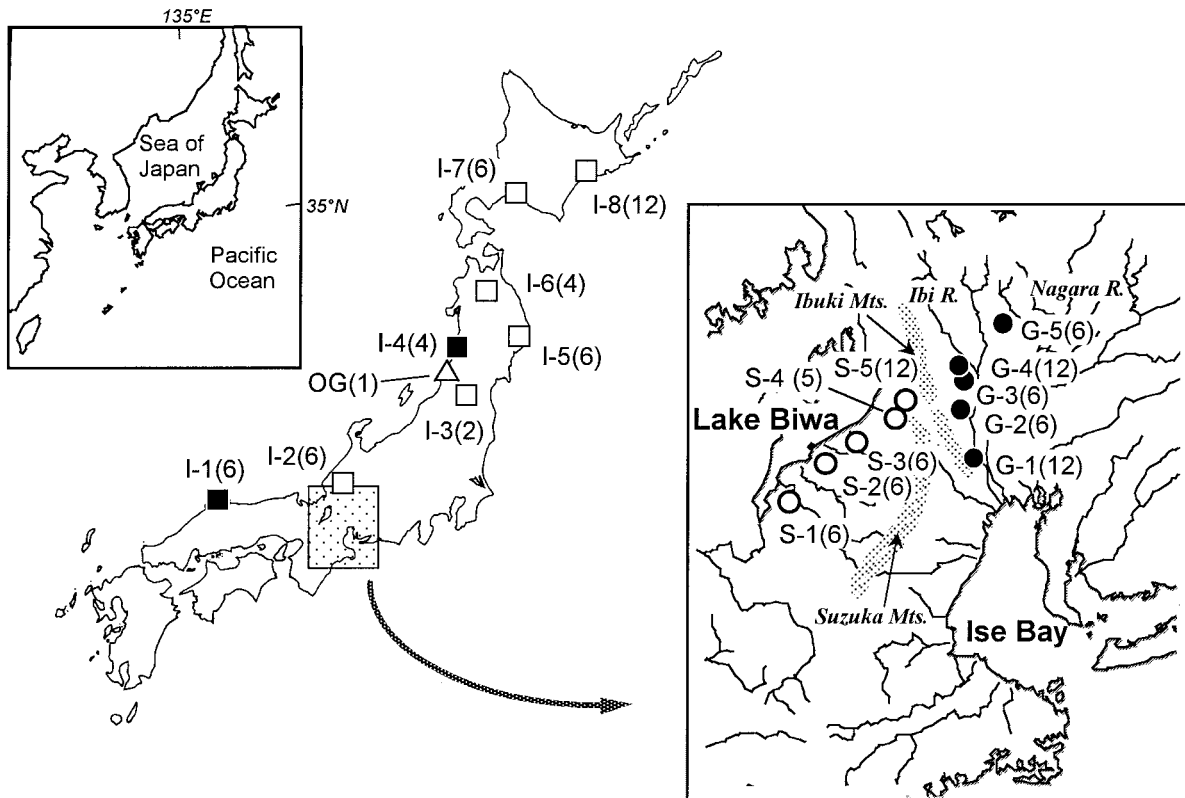 135°E
Sea of
Japan
35°N
Pacific
Ocean
I-7(6)
I-8(12)
I-6(4)
I-4(4)
I-5(6)
OG(1)
I-3(2)
I-2(6)
I-1(6)
Ibuki Mts.
Ibi R.
Nagara R.
G-5(6)
S-5(12)
G-4(12)
S-4 (5)
G-3(6)
Lake Biwa
G-2(6)
S-3(6)
G-1(12)
S-2(6)
S-1(6)
Suzuka Mts.
Ise Bay